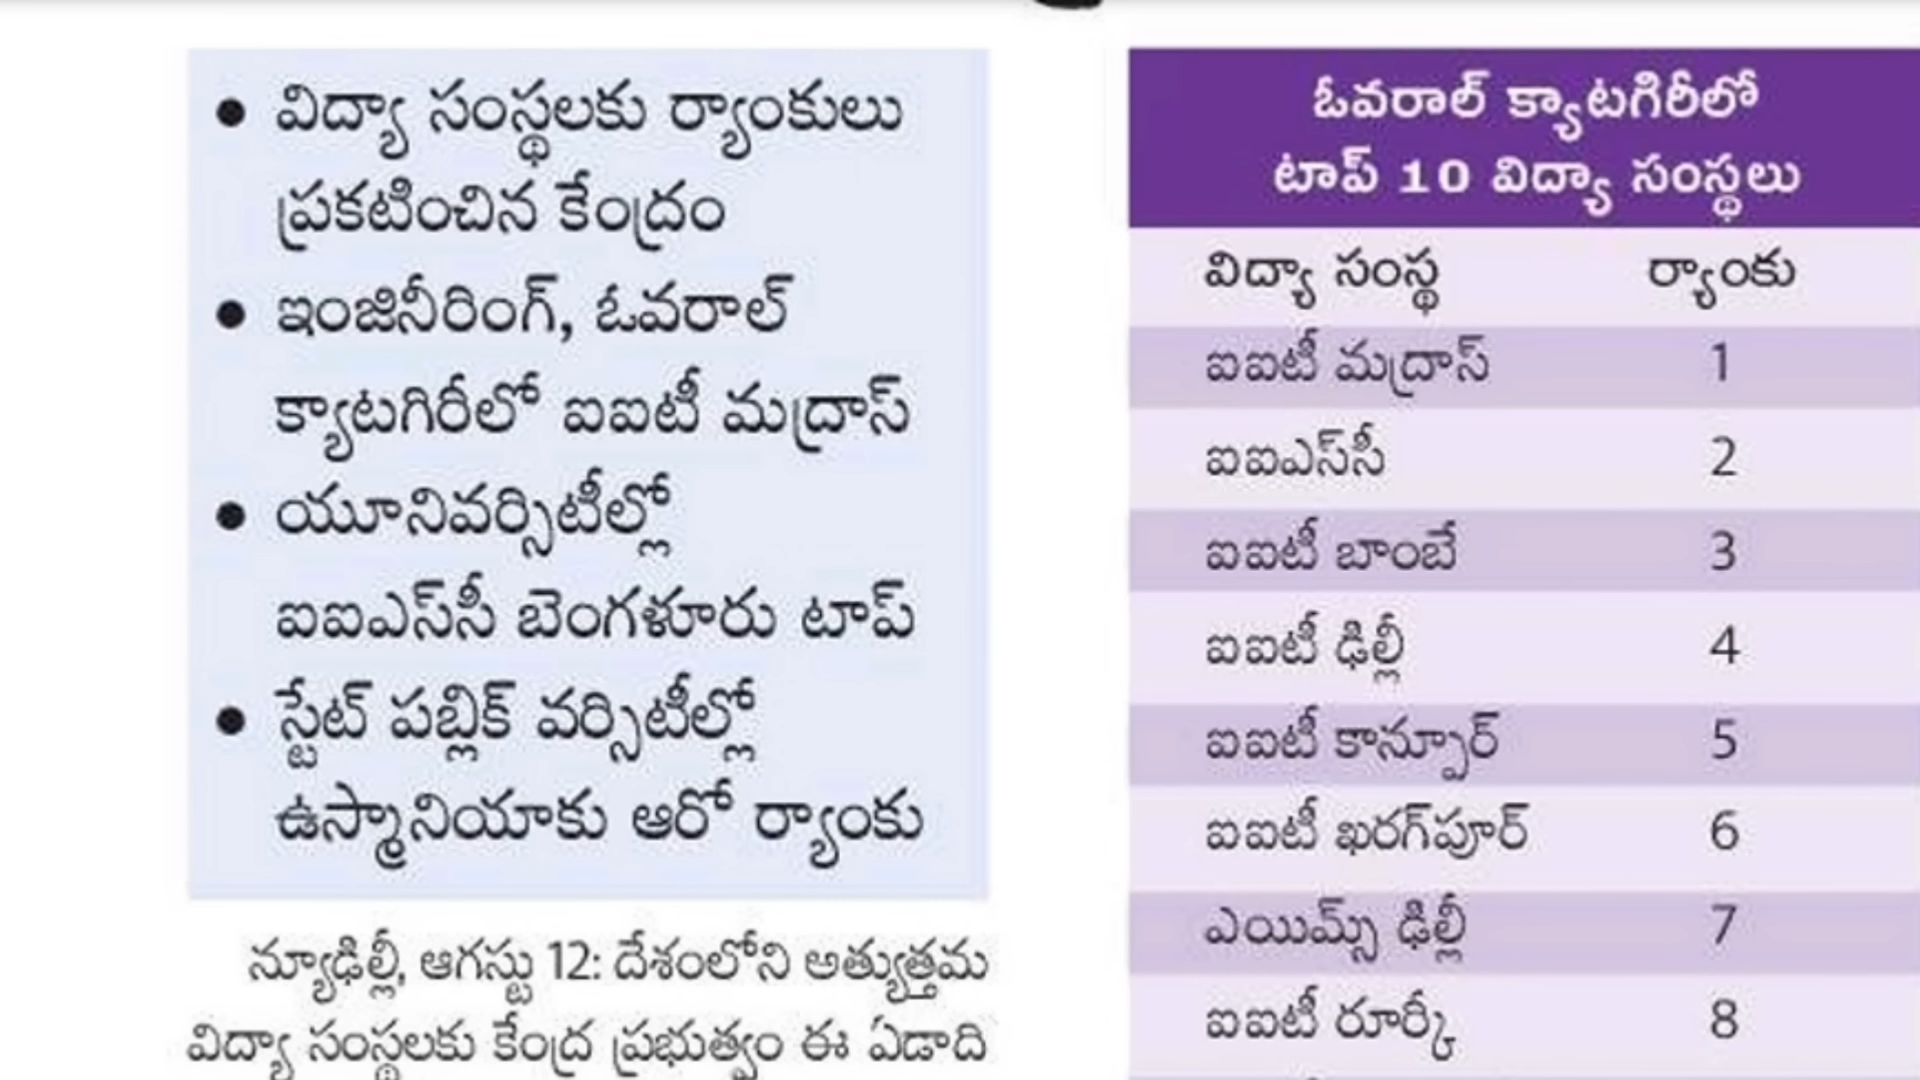 • విద్యా సంస్థలకు ర్యాంకులు
ప్రకటించిన కేంద్రం
• ఇంజినీరింగ్, ఓవరాల్
క్యాటగిరీలో ఐఐటీ మద్రాస్
• యూనివర్సిటీల్లో
ఐఐఎస్‌సీ బెంగళూరు టాప్
• స్టేట్ పబ్లిక్ వర్సిటీల్లో
ఉస్మానియాకు ఆరో ర్యాంకు
న్యూఢిల్లీ, ఆగస్టు 12: దేశంలోని అత్యుత్తమ
విద్యా సంస్థలకు కేంద్ర ప్రభుత్వం ఈ ఏడాది
ఓవరాల్ క్యాటగిరీలో
టాప్ 10 విద్యా సంస్థలు
విద్యా సంస్థ ర్యాంకు
ఐఐటీ మద్రాస్ 1
ఐఐఎస్‌సీ 2
ఐఐటీ బాంబే 3
ఐఐటీ ఢిల్లీ 4
ఐఐటీ కాన్పూర్ 5
ఐఐటీ ఖరగ్‌పూర్ 6
ఎయిమ్స్ ఢిల్లీ 7
ఐఐటీ రూర్కీ 8